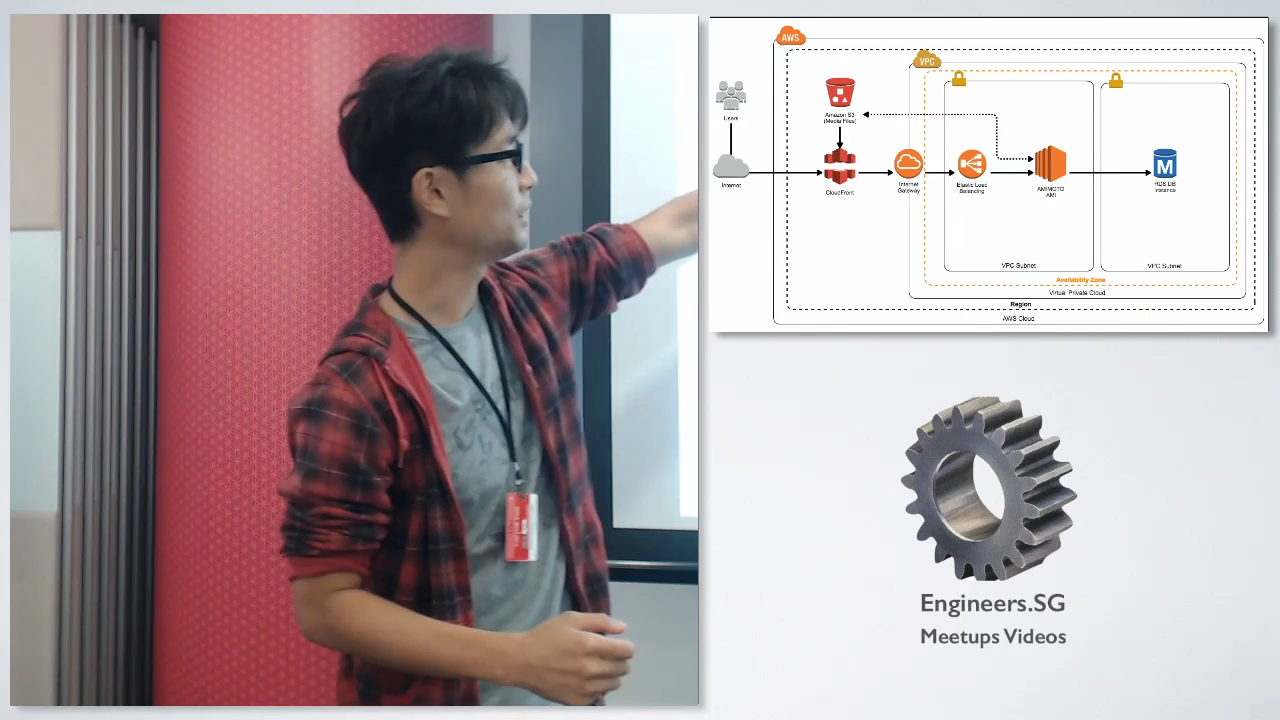 AWS
VPC
Users
Amazon S3
(Media Files)
Internet
CloudFront
Internet
Gateway
Elastic Load
Balancing
AMIMOTO
AMI
RDS DB
Instance
M
VPC Subnet
VPC Subnet
Availability Zone
Virtual Private Cloud
Region
AWS Cloud
Engineers.SG
Meetups Videos